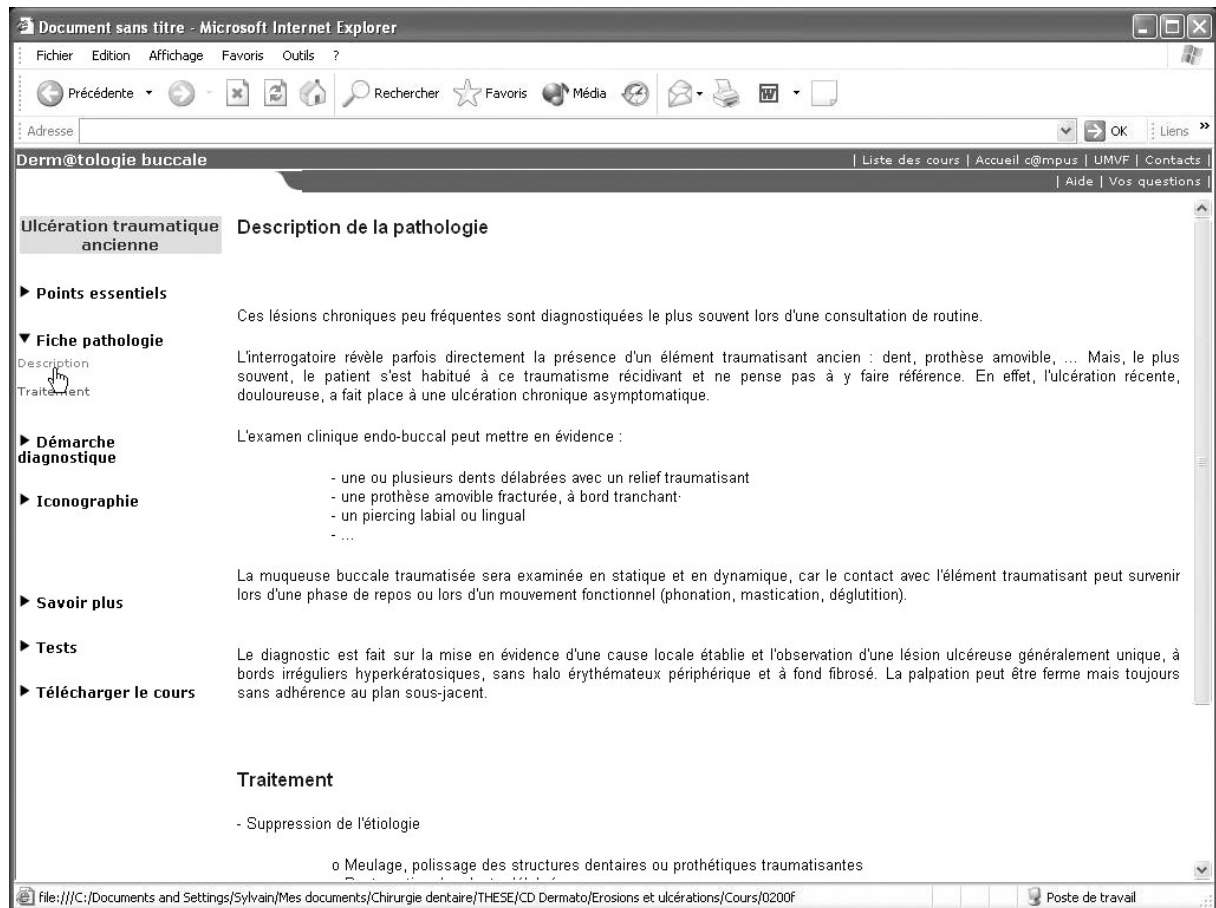 Document sans titre - Microsoft Internet Explorer
Fichier Edition Affichage Favoris Outils ?
Précédente Rechercher Favoris Média
Adresse OK Liens »
Derm@tologie buccale | Liste des cours | Accueil c@mpus | UMVF | Contacts |
| Aide | Vos questions |
Ulcération traumatique
ancienne
Points essentiels
Fiche pathologie
Description
Traitement
Démarche
diagnostique
Iconographie
Savoir plus
Tests
Télécharger le cours
Description de la pathologie
Ces lésions chroniques peu fréquentes sont diagnostiquées le plus souvent lors d'une consultation de routine.
L'interrogatoire révèle parfois directement la présence d'un élément traumatisant ancien : dent, prothèse amovible, ... Mais, le plus
souvent, le patient s'est habitué à ce traumatisme récidivant et ne pense pas à y faire référence. En effet, l'ulcération récente,
douloureuse, a fait place à une ulcération chronique asymptomatique.
L'examen clinique endo-buccal peut mettre en évidence :
- une ou plusieurs dents délabrées avec un relief traumatisant
- une prothèse amovible fracturée, à bord tranchant·
- un piercing labial ou lingual
- ...
La muqueuse buccale traumatisée sera examinée en statique et en dynamique, car le contact avec l'élément traumatisant peut survenir
lors d'une phase de repos ou lors d'un mouvement fonctionnel (phonation, mastication, déglutition).
Le diagnostic est fait sur la mise en évidence d'une cause locale établie et l'observation d'une lésion ulcéreuse généralement unique, à
bords irréguliers hyperkératosiques, sans halo érythémateux périphérique et à fond fibrosé. La palpation peut être ferme mais toujours
sans adhérence au plan sous-jacent.
Traitement
- Suppression de l'étiologie
o Meulage, polissage des structures dentaires ou prothétiques traumatisantes
file:///C:/Documents and Settings/Sylvain/Mes documents/Chirurgie dentaire/THESE/CD Dermato/Erosions et ulcérations/Cours/0200f Poste de travail